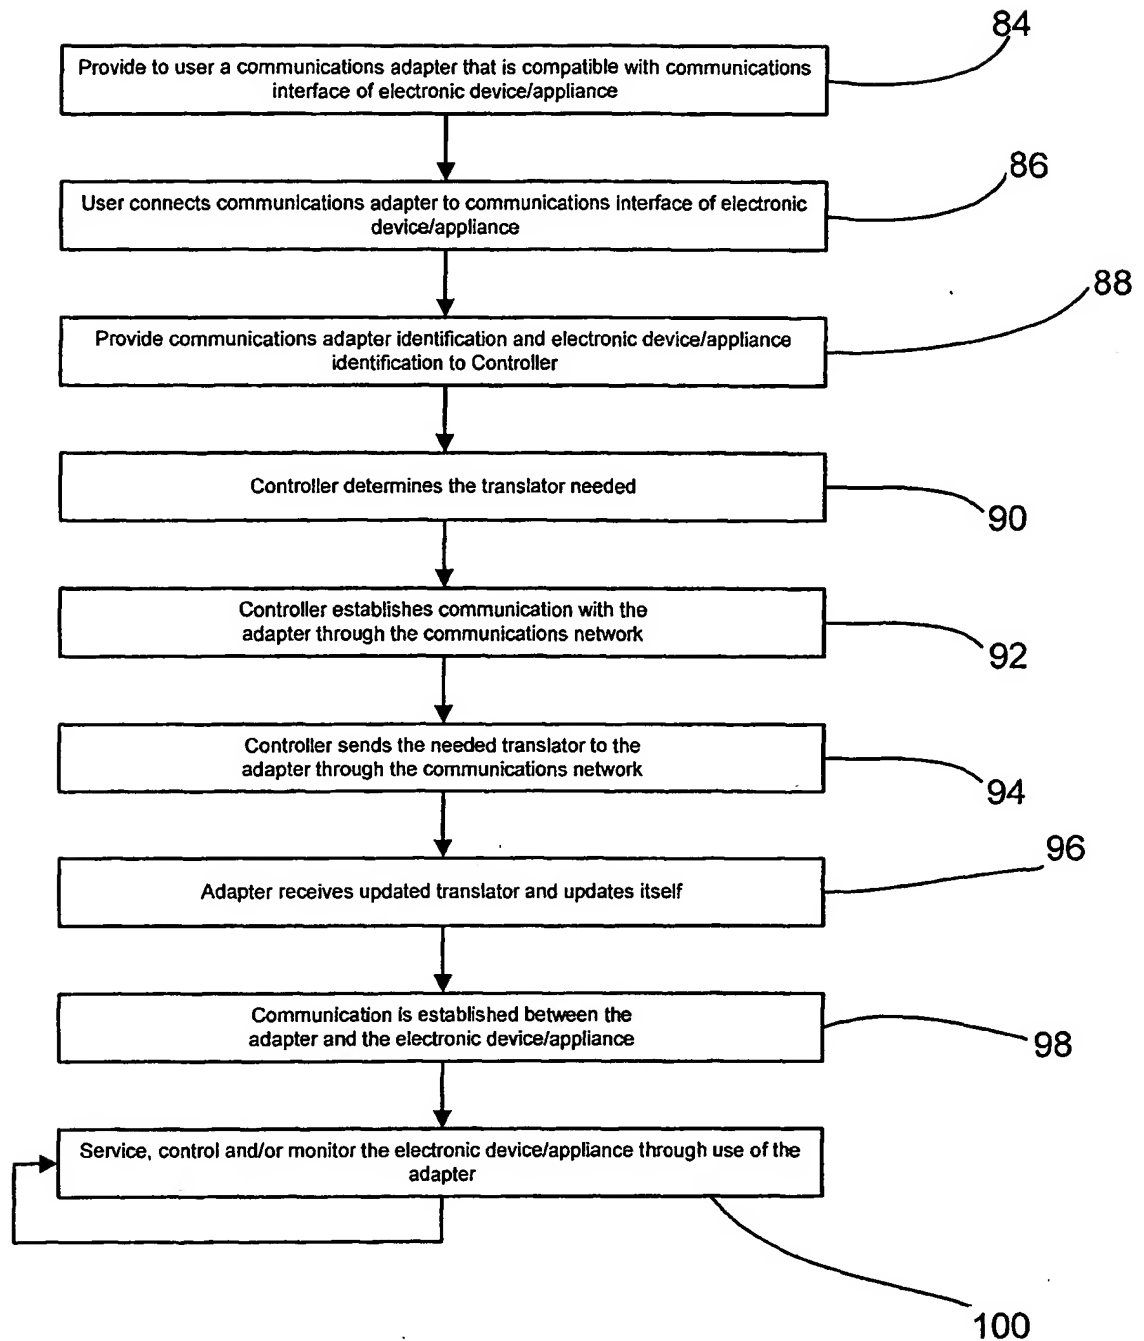 84
Provide to user a communications adapter that is compatible with communications
interface of electronic device/appliance
86
User connects communications adapter to communications interface of electronic
device/appliance
88
Provide communications adapter identification and electronic device/appliance
identification to Controller
Controller determines the translator needed
90
Controller establishes communication with the
adapter through the communications network
92
Controller sends the needed translator to the
adapter through the communications network
94
96
Adapter receives updated translator and updates itself
Communication is established between the
adapter and the electronic device/appliance
98
Service, control and/or monitor the electronic device/appliance through use of the
adapter
100